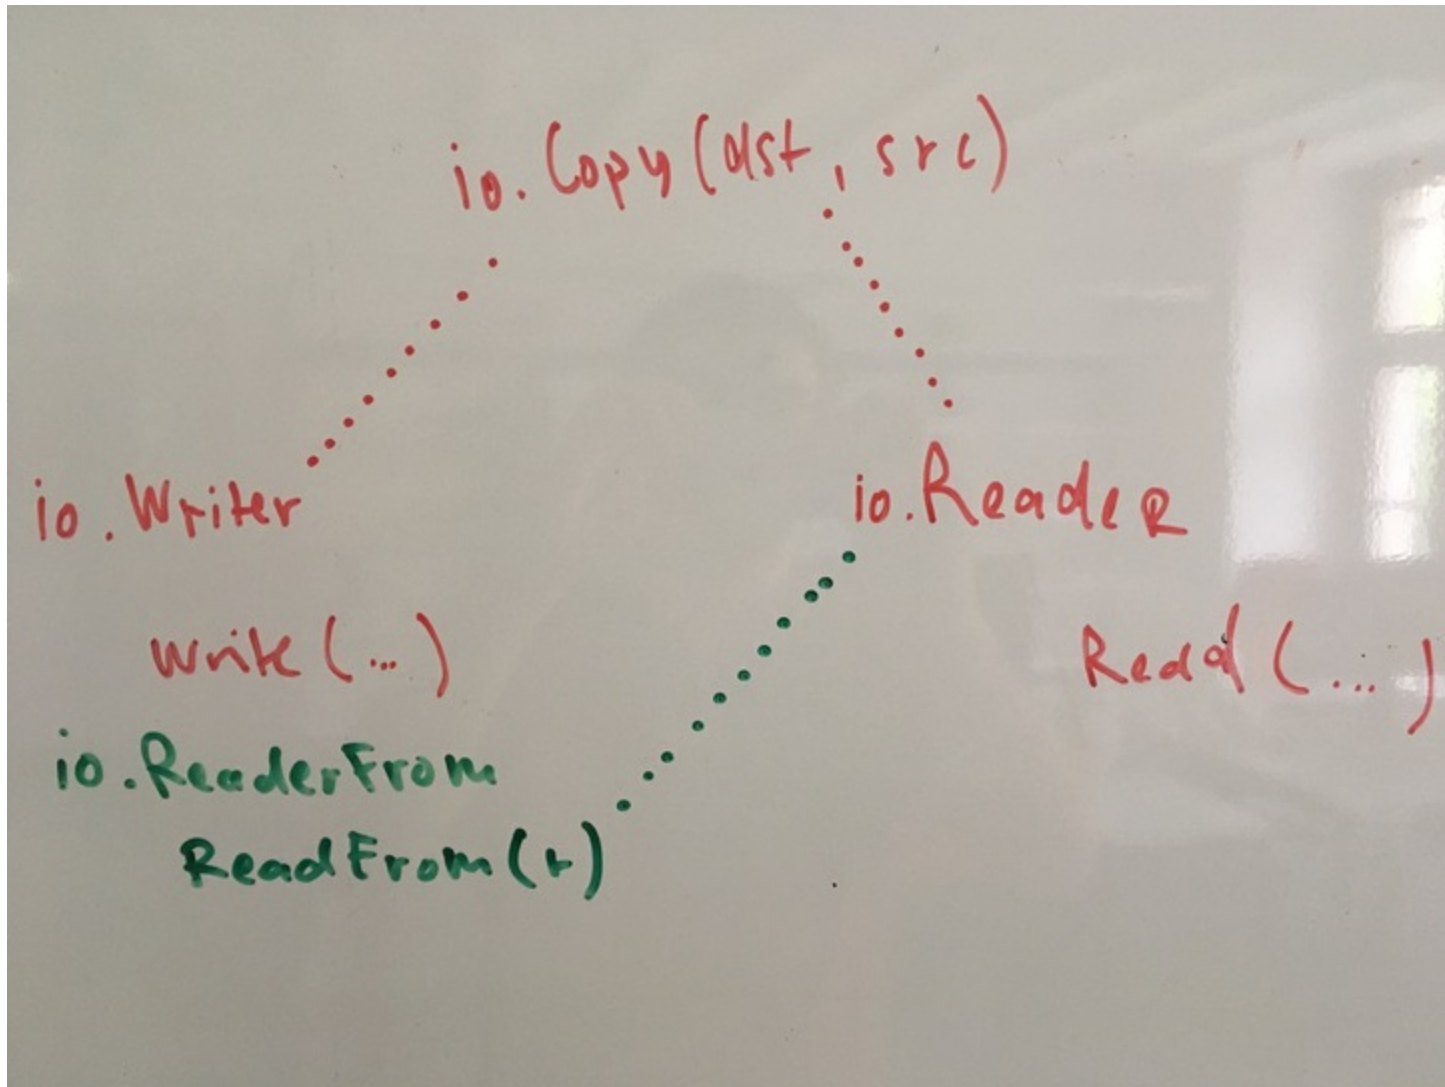 io.Copy(dst, src)
io.Writer
io.Reader
Write(...)
Read(...)
io.ReaderFrom
ReadFrom(r)